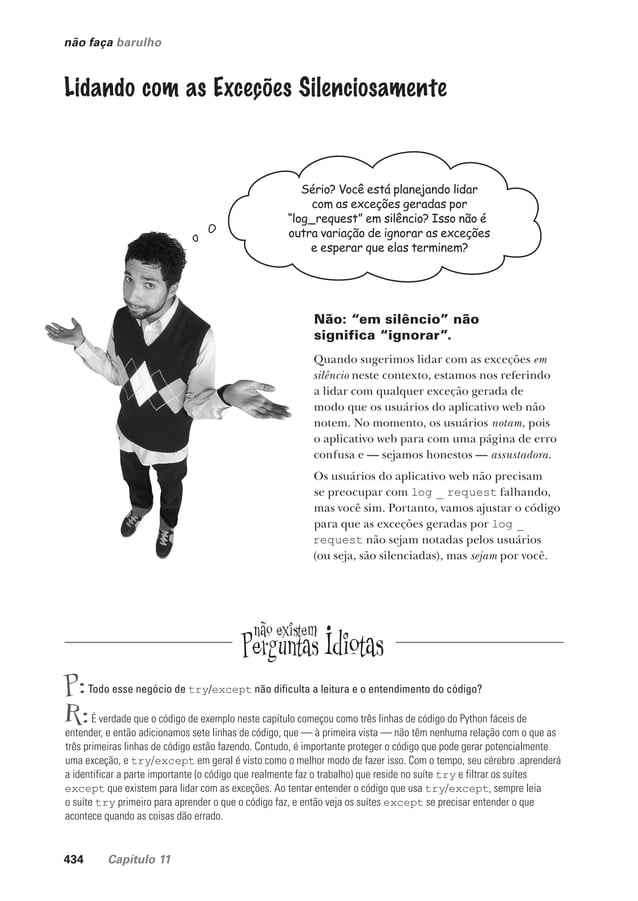 não faça barulho
Lidando com as Exceções Silenciosamente
Sério? Você está planejando lidar
com as exceções geradas por
“log_request” em silêncio? Isso não é
outra variação de ignorar as exceções
e esperar que elas terminem?
Não: “em silêncio” não
significa “ignorar”.
Quando sugerimos lidar com as exceções em
silêncio neste contexto, estamos nos referindo
a lidar com qualquer exceção gerada de
modo que os usuários do aplicativo web não
notem. No momento, os usuários notam, pois
o aplicativo web para com uma página de erro
confusa e — sejamos honestos — assustadora.
Os usuários do aplicativo web não precisam
se preocupar com log _ request falhando,
mas você sim. Portanto, vamos ajustar o código
para que as exceções geradas por log _
request não sejam notadas pelos usuários
(ou seja, são silenciadas), mas sejam por você.
não existem
Perguntas Idiotas
P: Todo esse negócio de try/except não dificulta a leitura e o entendimento do código?
R: É verdade que o código de exemplo neste capítulo começou como três linhas de código do Python fáceis de
entender, e então adicionamos sete linhas de código, que — à primeira vista — não têm nenhuma relação com o que as
três primeiras linhas de código estão fazendo. Contudo, é importante proteger o código que pode gerar potencialmente
uma exceção, e try/except em geral é visto como o melhor modo de fazer isso. Com o tempo, seu cérebro .aprenderá
a identificar a parte importante (o código que realmente faz o trabalho) que reside no suíte try e filtrar os suítes
except que existem para lidar com as exceções. Ao tentar entender o código que usa try/except, sempre leia
o suíte try primeiro para aprender o que o código faz, e então veja os suítes except se precisar entender o que
acontece quando as coisas dão errado.
434 Capítulo 11